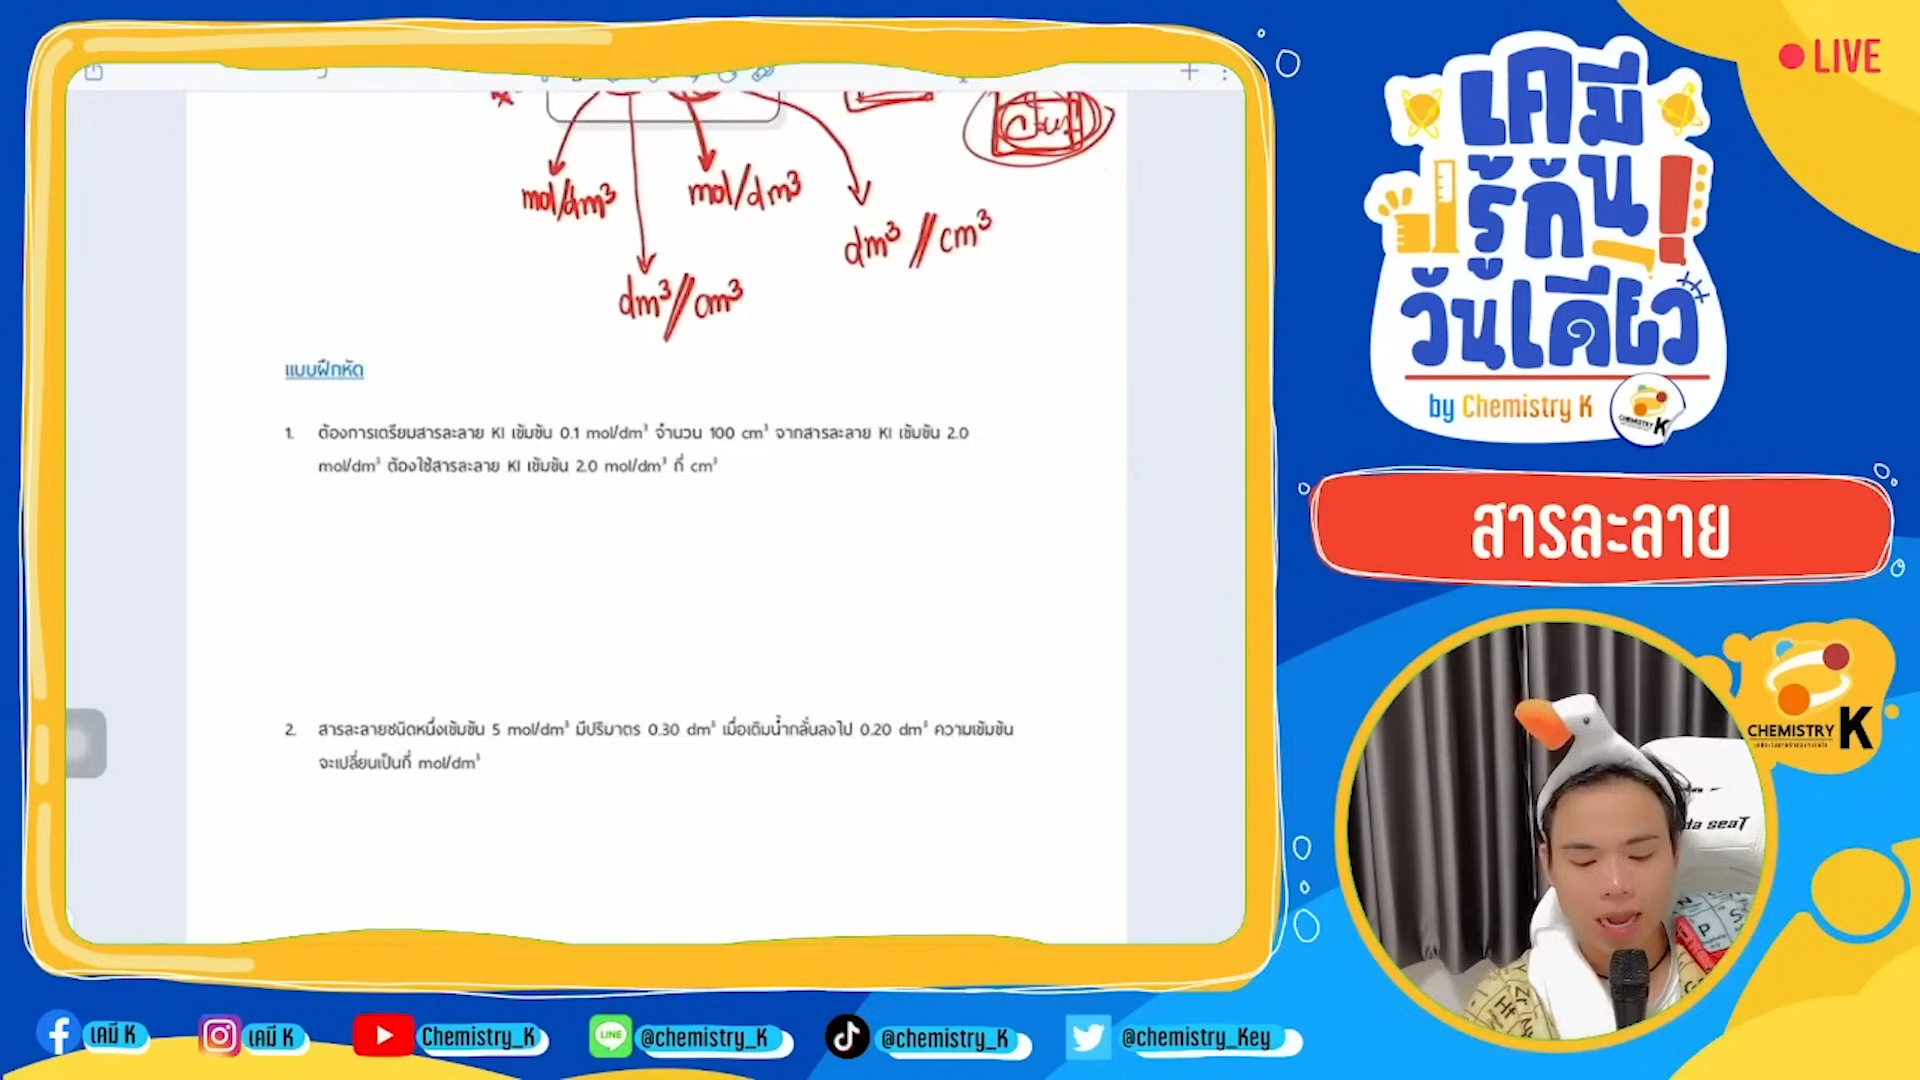 mol/dm³
mol/dm³
dm³//cm³
dm³//cm³
แบบฝึกหัด
1. ต้องการเตรียมสารละลาย KI เข้มข้น 0.1 mol/dm³ จำนวน 100 cm³ จากสารละลาย KI เข้มข้น 2.0
mol/dm³ ต้องใช้สารละลาย KI เข้มข้น 2.0 mol/dm³ กี่ cm³
2. สารละลายชนิดหนึ่งเข้มข้น 5 mol/dm³ มีปริมาตร 0.30 dm³ เมื่อเติมน้ำกลั่นลงไป 0.20 dm³ ความเข้มข้น
จะเปลี่ยนเป็นกี่ mol/dm³
LIVE
เคมี
รู้กัน!
วันเดียว
by Chemistry K
CHEMISTRY K
สารละลาย
CHEMISTRY K
da seaT
เคมี K
เคมี K
Chemistry_K
LINE
@chemistry_K
@chemistry_K
@chemistry_Key